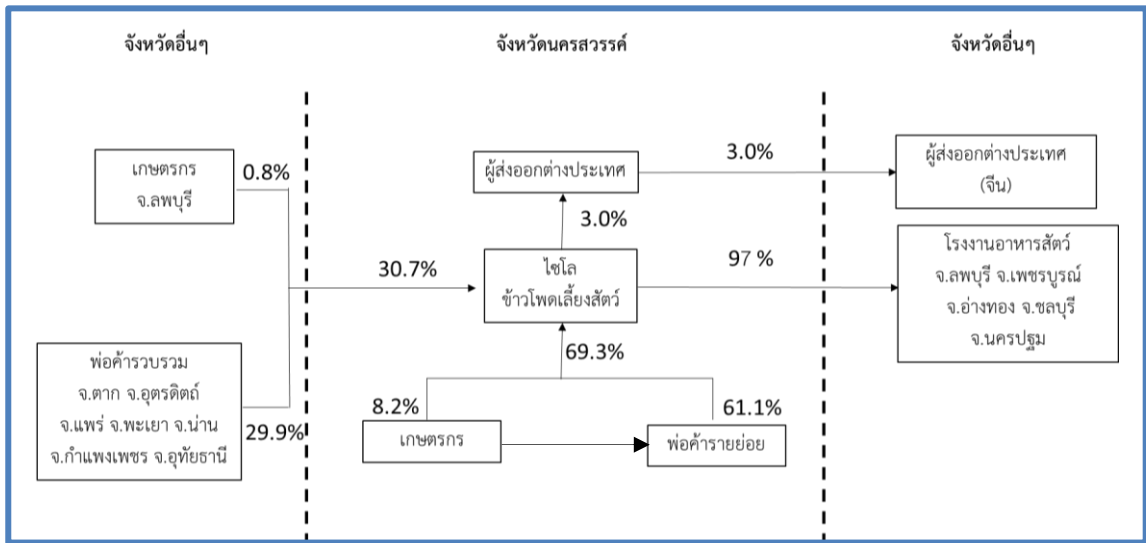 จังหวัดอื่นๆ
จังหวัดนครสวรรค์
จังหวัดอื่นๆ
เกษตรกร
จ.ลพบุรี
0.8%
ผู้ส่งออกต่างประเทศ
3.0%
ผู้ส่งออกต่างประเทศ
(จีน)
3.0%
30.7%
ไซโล
ข้าวโพดเลี้ยงสัตว์
97 %
โรงงานอาหารสัตว์
จ.ลพบุรี จ.เพชรบูรณ์
จ.อ่างทอง จ.ชลบุรี
จ.นครปฐม
พ่อค้ารวบรวม
จ.ตาก จ.อุตรดิตถ์
จ.แพร่ จ.พะเยา จ.น่าน
จ.กำแพงเพชร จ.อุทัยธานี
29.9%
69.3%
8.2%
61.1%
เกษตรกร
พ่อค้ารายย่อย